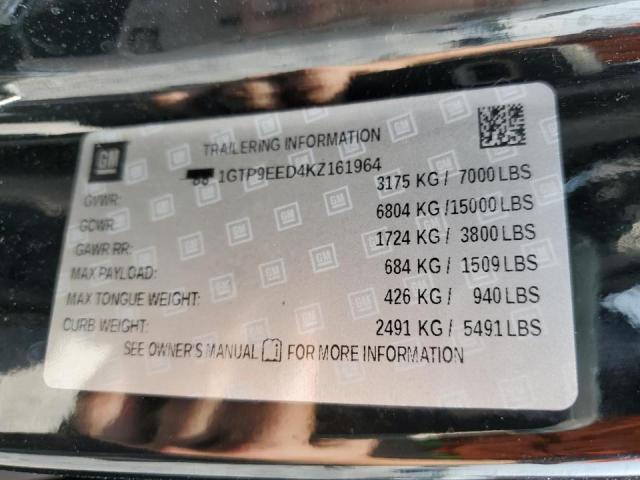 GM
TRAILERING INFORMATION
1GTP9EED4KZ161964
GVWR: 3175 KG / 7000 LBS
GCWR: 6804 KG /15000 LBS
GAWR RR: 1724 KG / 3800 LBS
MAX PAYLOAD: 684 KG / 1509 LBS
MAX TONGUE WEIGHT: 426 KG / 940 LBS
CURB WEIGHT: 2491 KG / 5491 LBS
SEE OWNER'S MANUAL FOR MORE INFORMATION